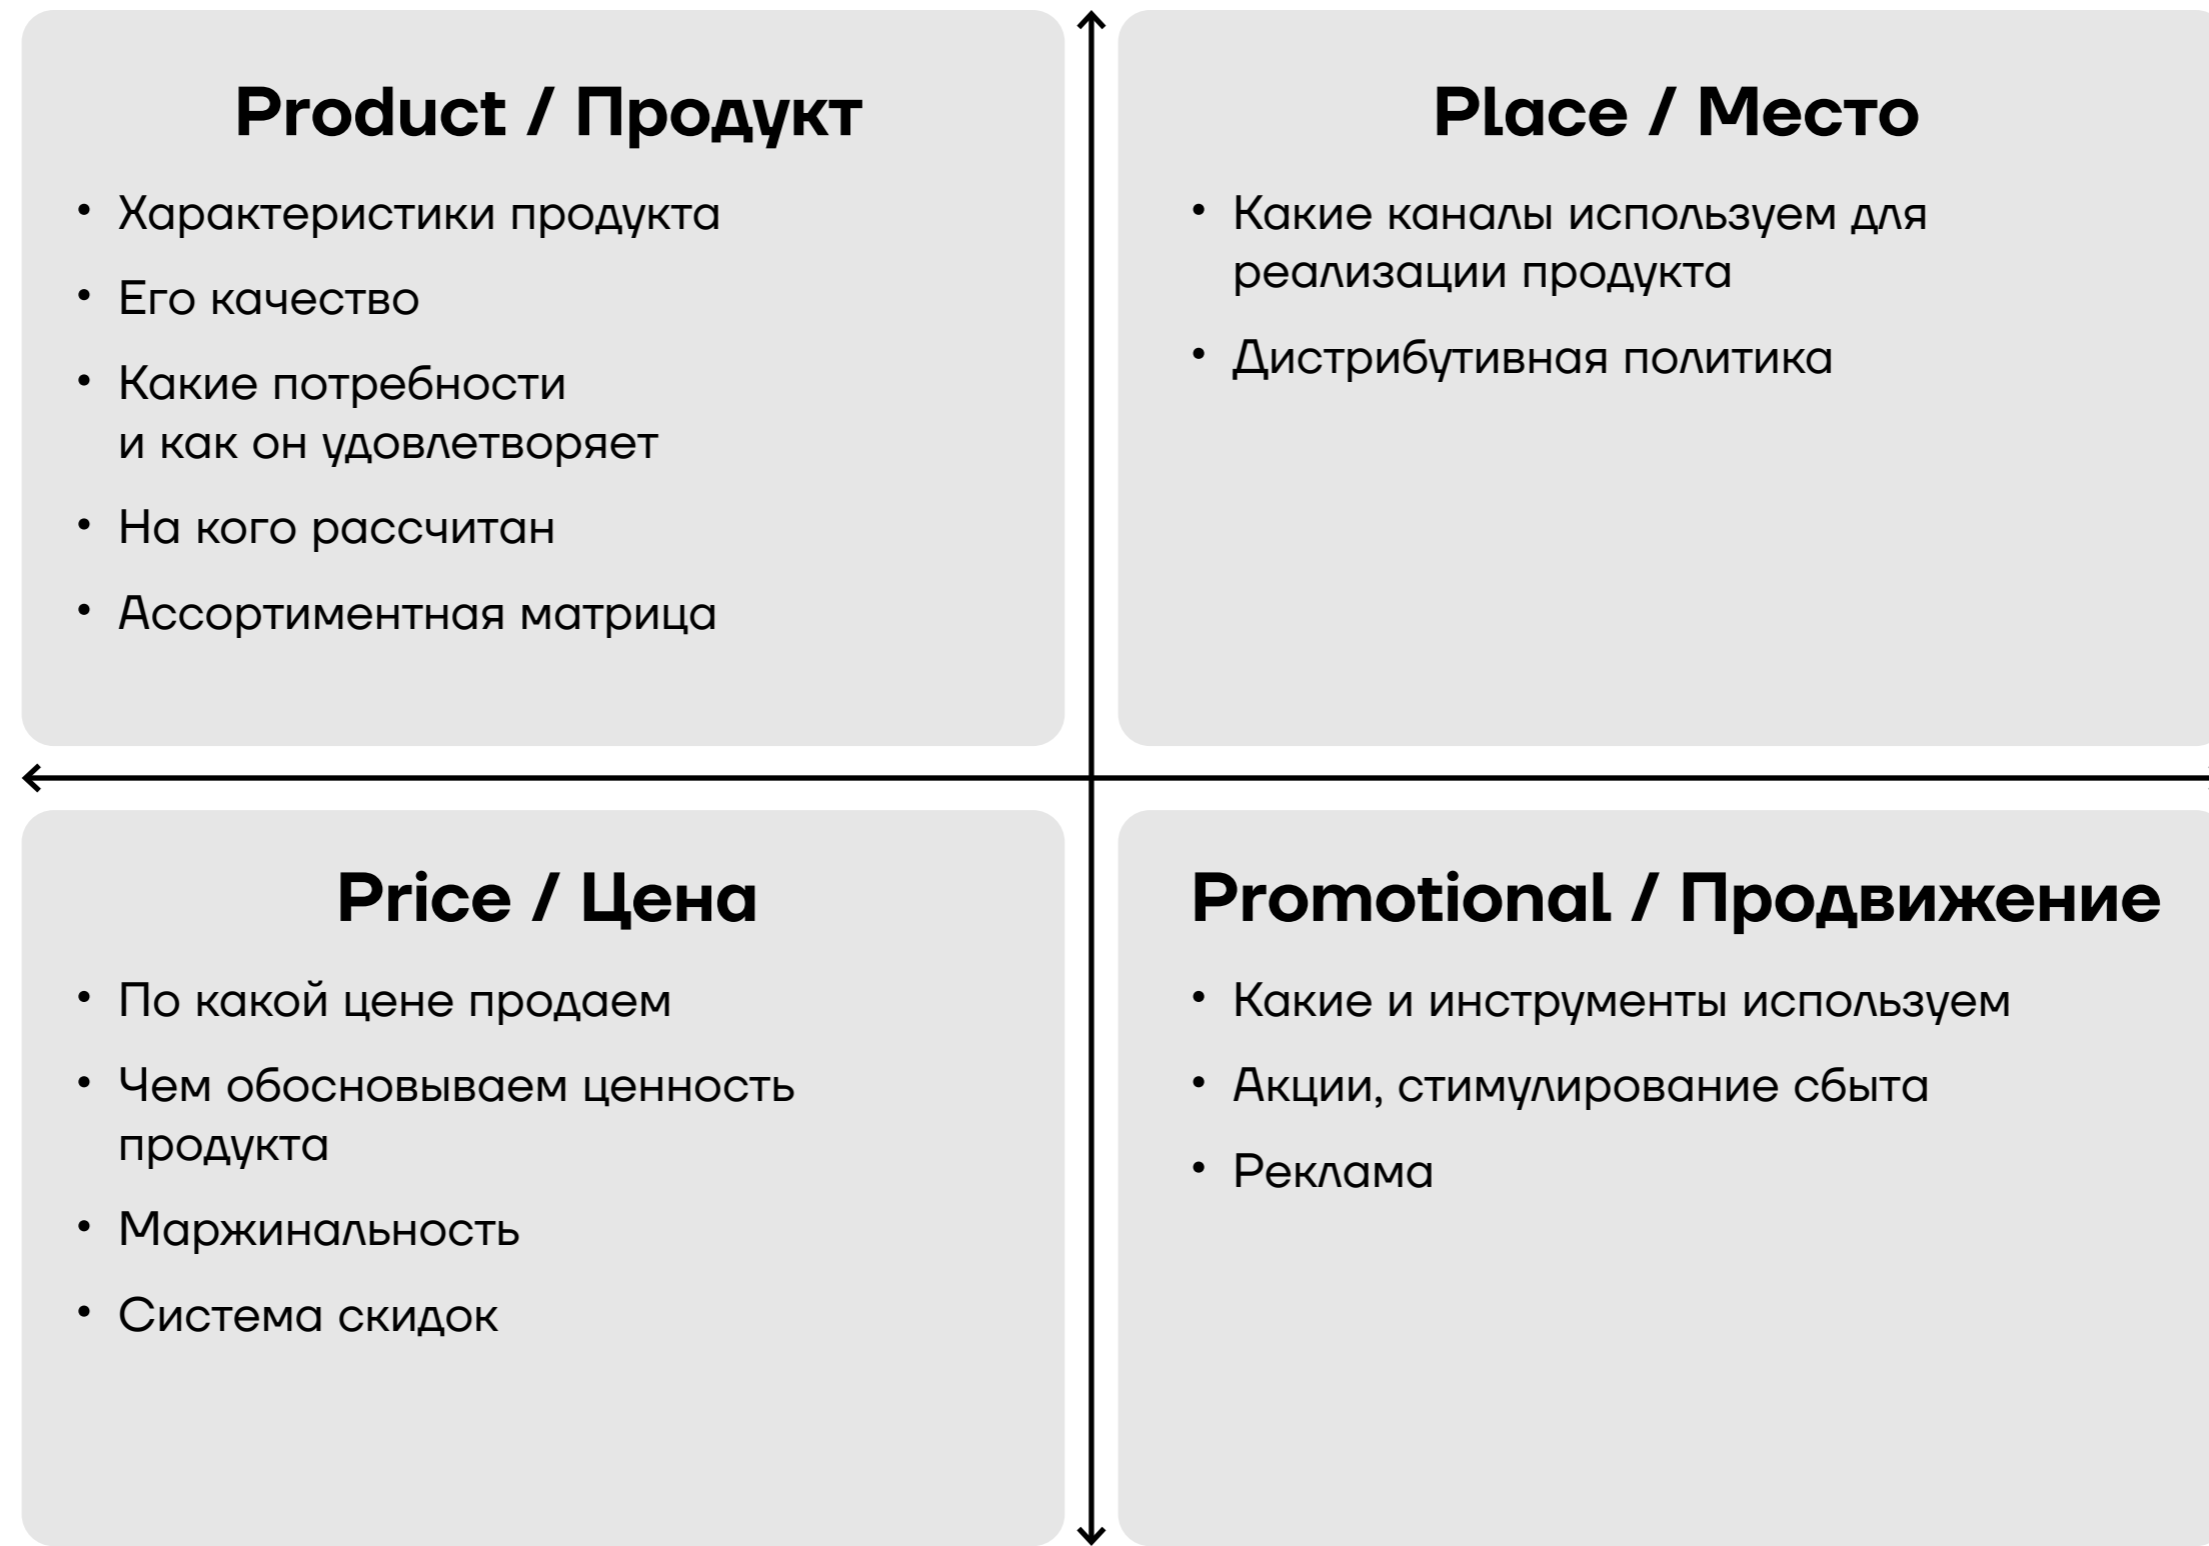 Product / Продукт
• Характеристики продукта
• Его качество
• Какие потребности
и как он удовлетворяет
• На кого рассчитан
• Ассортиментная матрица
Place / Место
• Какие каналы используем для
реализации продукта
• Дистрибутивная политика
Price / Цена
• По какой цене продаем
• Чем обосновываем ценность
продукта
• Маржинальность
• Система скидок
Promotional / Продвижение
• Какие и инструменты используем
• Акции, стимулирование сбыта
• Реклама